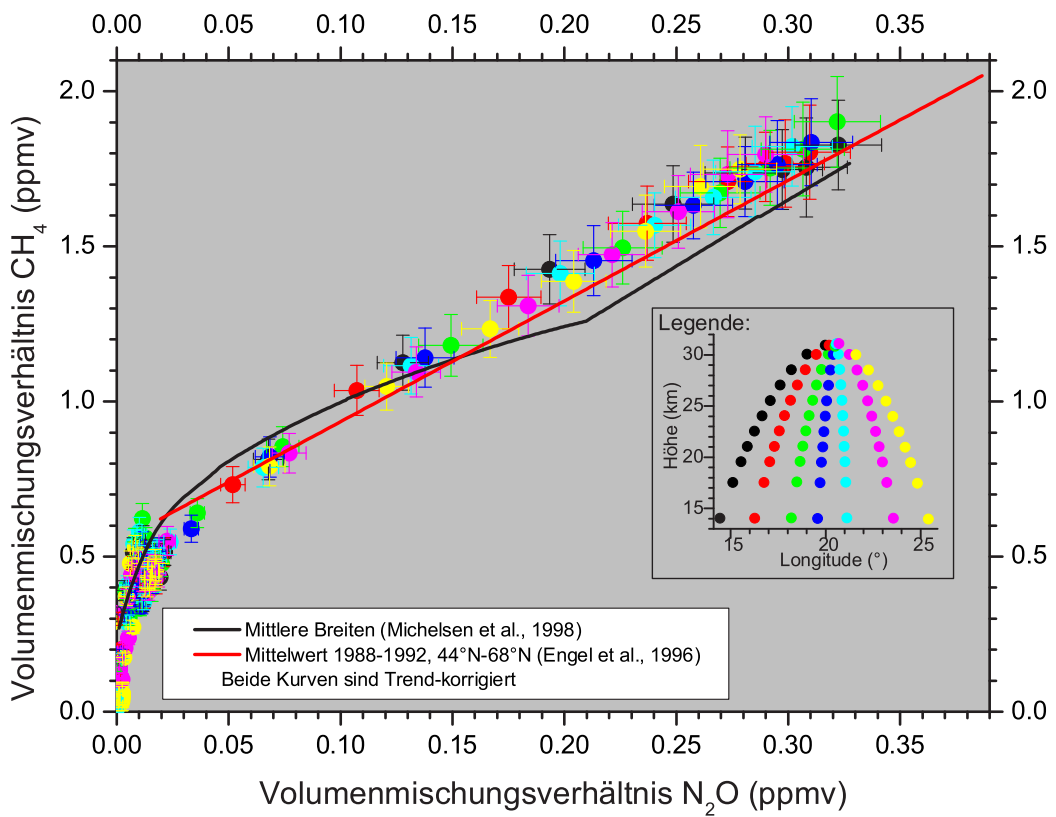 0.00 0.05 0.10 0.15 0.20 0.25 0.30 0.35
2.0 2.0
1.5 1.5
1.0 1.0
0.5 0.5
0.0 0.0
Volumenmischungsverhältnis CH₄ (ppmv)
Legende:
30
25
20
15
Höhe (km)
15 20 25
Longitude (°)
Mittlere Breiten (Michelsen et al., 1998)
Mittelwert 1988-1992, 44°N-68°N (Engel et al., 1996)
Beide Kurven sind Trend-korrigiert
0.00 0.05 0.10 0.15 0.20 0.25 0.30 0.35
Volumenmischungsverhältnis N₂O (ppmv)